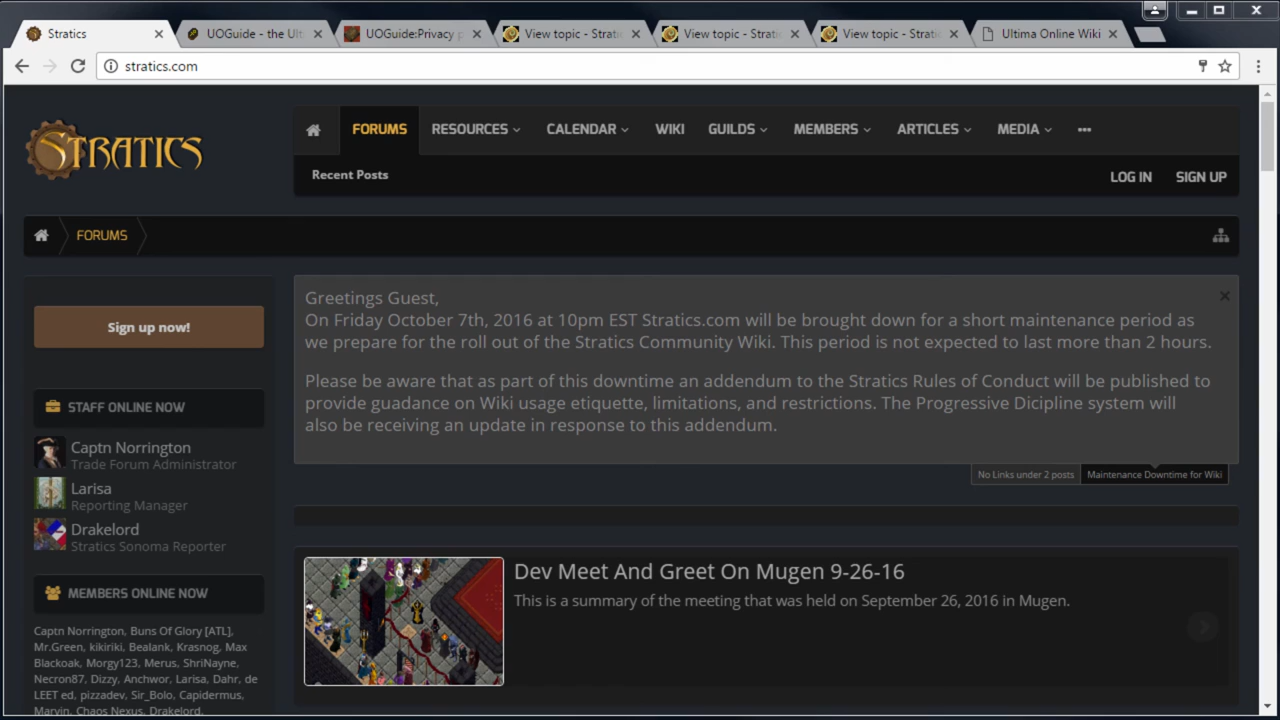 Stratics
UOGuide - the Ult
UOGuide:Privacy p
View topic - Strati
View topic - Strati
View topic - Strati
Ultima Online Wiki
stratics.com
STRATICS
FORUMS
RESOURCES
CALENDAR
WIKI
GUILDS
MEMBERS
ARTICLES
MEDIA
Recent Posts
LOG IN
SIGN UP
FORUMS
Sign up now!
STAFF ONLINE NOW
Captn Norrington
Trade Forum Administrator
Larisa
Reporting Manager
Drakelord
Stratics Sonoma Reporter
MEMBERS ONLINE NOW
Captn Norrington, Buns Of Glory [ATL],
Mr.Green, kikiriki, Bealank, Krasnog, Max
Blackoak, Morgy123, Merus, ShriNayne,
Necron87, Dizzy, Anchwor, Larisa, Dahr, de
LEET ed, pizzadev, Sir_Bolo, Capidermus,
Marvin, Chaos Nexus, Drakelord,
Greetings Guest,
On Friday October 7th, 2016 at 10pm EST Stratics.com will be brought down for a short maintenance period as
we prepare for the roll out of the Stratics Community Wiki. This period is not expected to last more than 2 hours.
Please be aware that as part of this downtime an addendum to the Stratics Rules of Conduct will be published to
provide guadance on Wiki usage etiquette, limitations, and restrictions. The Progressive Dicipline system will
also be receiving an update in response to this addendum.
No Links under 2 posts
Maintenance Downtime for Wiki
Dev Meet And Greet On Mugen 9-26-16
This is a summary of the meeting that was held on September 26, 2016 in Mugen.